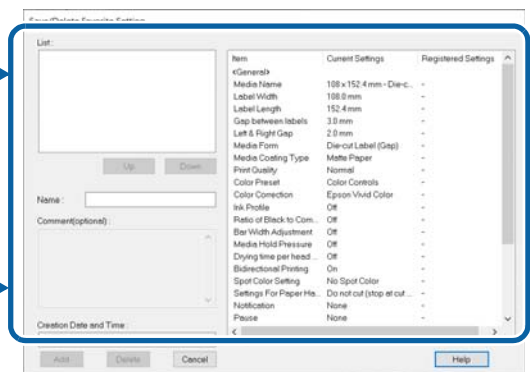 Save/Delete Favorite Setting
List :
Up
Down
Name :
Comment(optional) :
Creation Date and Time :
Item Current Settings Registered Settings
<General>
Media Name 108 x 152.4 mm - Die-c... -
Label Width 108.0 mm -
Label Length 152.4 mm -
Gap between labels 3.0 mm -
Left & Right Gap 2.0 mm -
Media Form Die-cut Label (Gap) -
Media Coating Type Matte Paper -
Print Quality Normal -
Color Preset Color Controls -
Color Correction Epson Vivid Color -
Ink Profile Off -
Ratio of Black to Com... Off -
Bar Width Adjustment Off -
Media Hold Pressure Off -
Drying time per head ... Off -
Bidirectional Printing On -
Spot Color Setting No Spot Color -
Settings For Paper Ha... Do not cut (stop at cut ... -
Notification None -
Pause None -
Add
Delete
Cancel
Help